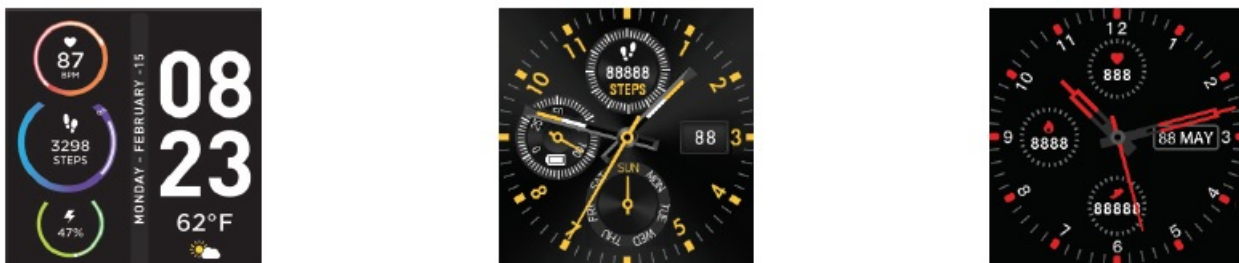 87
BPM
3298
STEPS
47%
MONDAY - FEBRUARY -15
08
23
62°F
11
1
10
2
3
8
4
7
5
88888
STEPS
88
0
SUN
MON
TUE
WED
THU
FRI
SAT
12
11
1
10
2
9
3
8
4
7
5
6
888
8888
88888
88 MAY